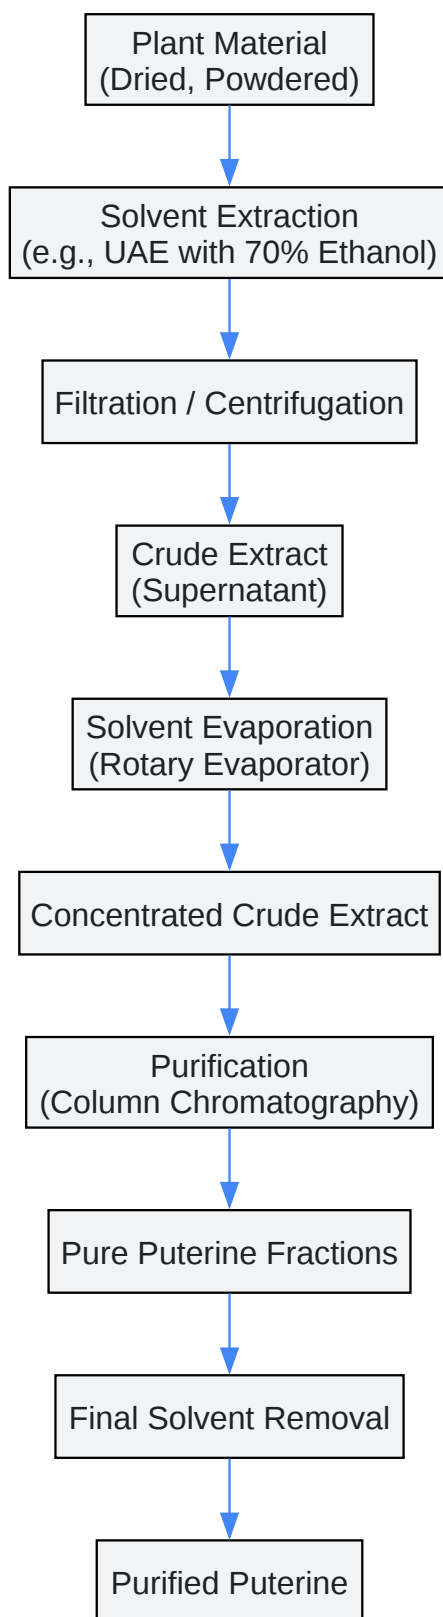 Plant Material
(Dried, Powdered)
Solvent Extraction
(e.g., UAE with 70% Ethanol)
Filtration / Centrifugation
Crude Extract
(Supernatant)
Solvent Evaporation
(Rotary Evaporator)
Concentrated Crude Extract
Purification
(Column Chromatography)
Pure Puterine Fractions
Final Solvent Removal
Purified Puterine